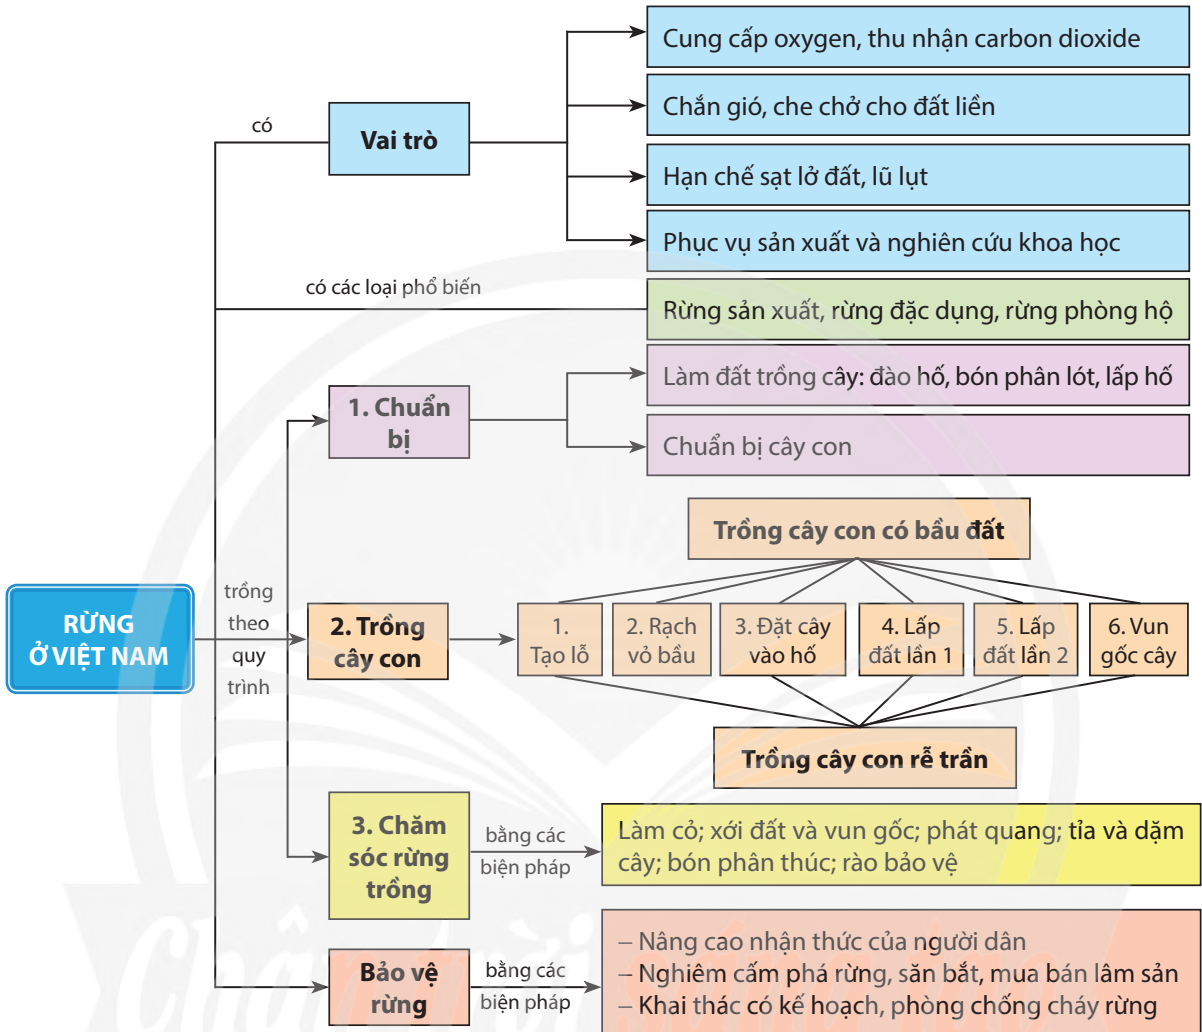 Cung cấp oxygen, thu nhận carbon dioxide
Chắn gió, che chở cho đất liền
có
Vai trò
Hạn chế sạt lở đất, lũ lụt
Phục vụ sản xuất và nghiên cứu khoa học
có các loại phổ biến
Rừng sản xuất, rừng đặc dụng, rừng phòng hộ
1. Chuẩn
bị
Làm đất trồng cây: đào hố, bón phân lót, lấp hố
Chuẩn bị cây con
Trồng cây con có bầu đất
RỪNG
Ở VIỆT NAM
trồng
theo
quy
trình
2. Trồng
cây con
1.
Tạo lỗ
2. Rạch
vỏ bầu
3. Đặt cây
vào hố
4. Lấp
đất lần 1
5. Lấp
đất lần 2
6. Vun
gốc cây
Trồng cây con rễ trần
3. Chăm
sóc rừng
trồng
bằng các
biện pháp
Làm cỏ; xới đất và vun gốc; phát quang; tỉa và dặm
cây; bón phân thúc; rào bảo vệ
Bảo vệ
rừng
bằng các
biện pháp
– Nâng cao nhận thức của người dân
– Nghiêm cấm phá rừng, săn bắt, mua bán lâm sản
– Khai thác có kế hoạch, phòng chống cháy rừng